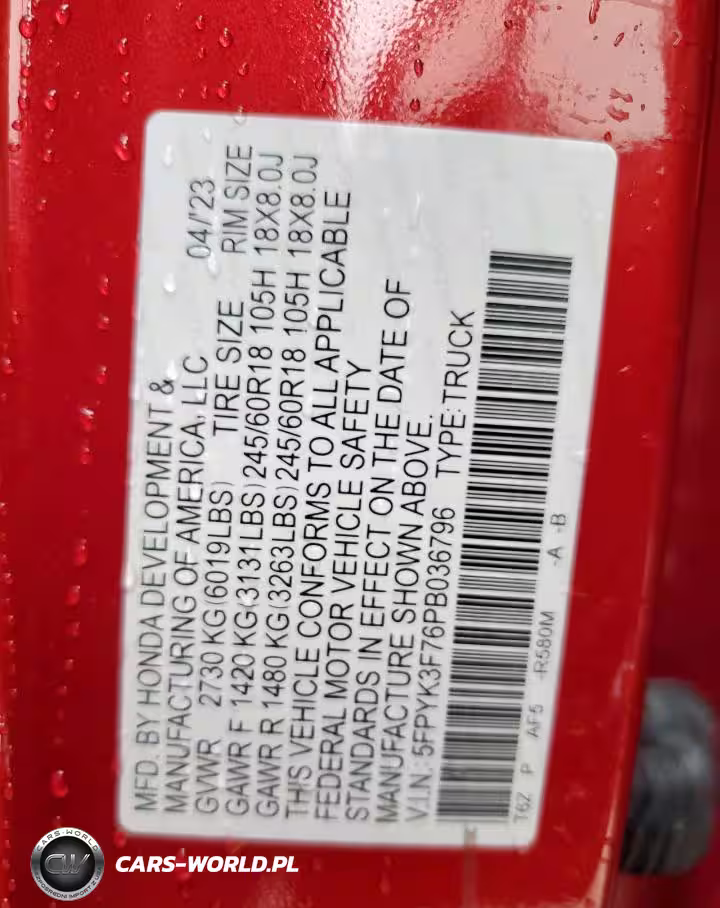 MFD. BY HONDA DEVELOPMENT &
MANUFACTURING OF AMERICA, LLC 04/'23
GVWR 2730 KG(6019LBS) TIRE SIZE RIM SIZE
GAWR F 1420 KG(3131LBS) 245/60R18 105H 18X8.0J
GAWR R 1480 KG(3263LBS) 245/60R18 105H 18X8.0J
THIS VEHICLE CONFORMS TO ALL APPLICABLE
FEDERAL MOTOR VEHICLE SAFETY
STANDARDS IN EFFECT ON THE DATE OF
MANUFACTURE SHOWN ABOVE.
V.I.N.: 5FPYK3F76PB036796 TYPE: TRUCK
T6Z P AF5 -R580M -A -B
CARS-WORLD
CW
CARS-WORLD.PL